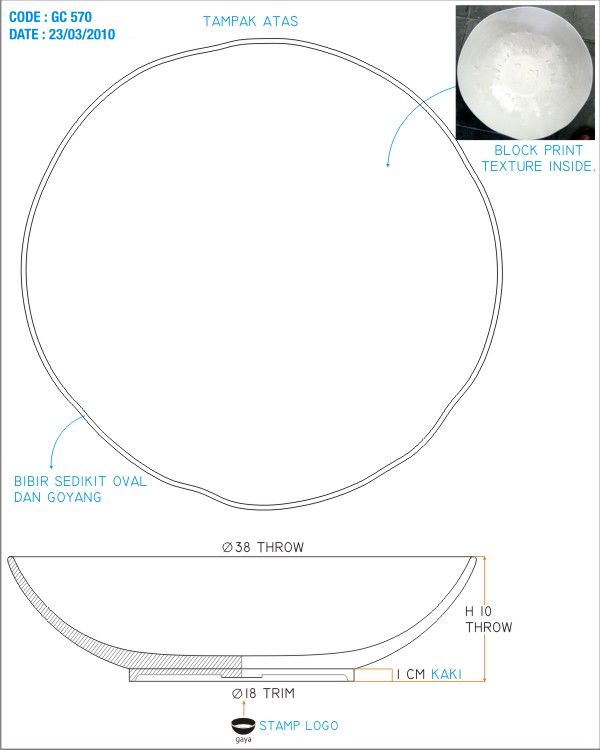 CODE : GC 570
DATE : 23/03/2010
TAMPAK ATAS
BLOCK PRINT
TEXTURE INSIDE.
BIBIR SEDIKIT OVAL
DAN GOYANG
Ø38 THROW
H 10
THROW
1 CM KAKI
Ø18 TRIM
STAMP LOGO
gaya